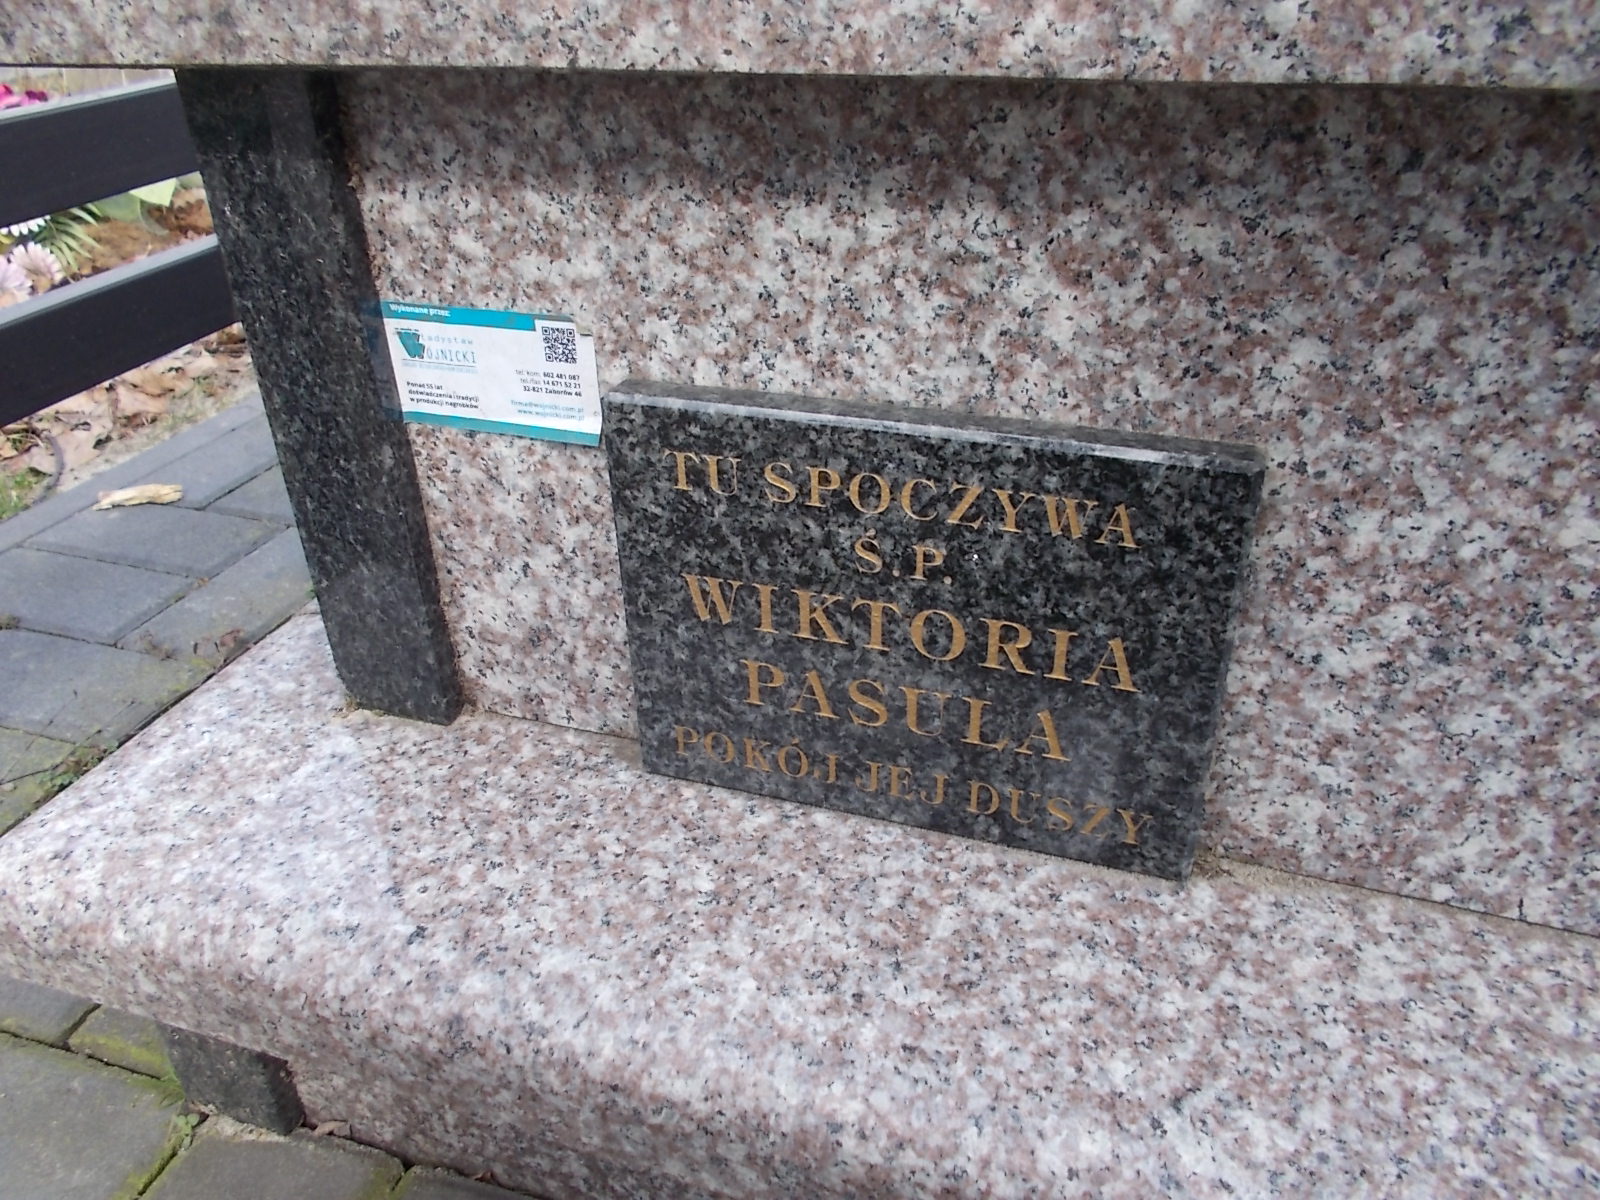 Wykonane przez:
Władysław
WÓJNICKI
Ponad 55 lat
doświadczenia i tradycji
w produkcji nagrobków
tel. kom. 602 481 087
tel./fax 14 671 52 21
32-821 Zaborów 46
firma@wojnicki.com.pl
www.wojnicki.com.pl
TU SPOCZYWA
Ś.P.
WIKTORIA
PASUŁA
POKÓJ JEJ DUSZY